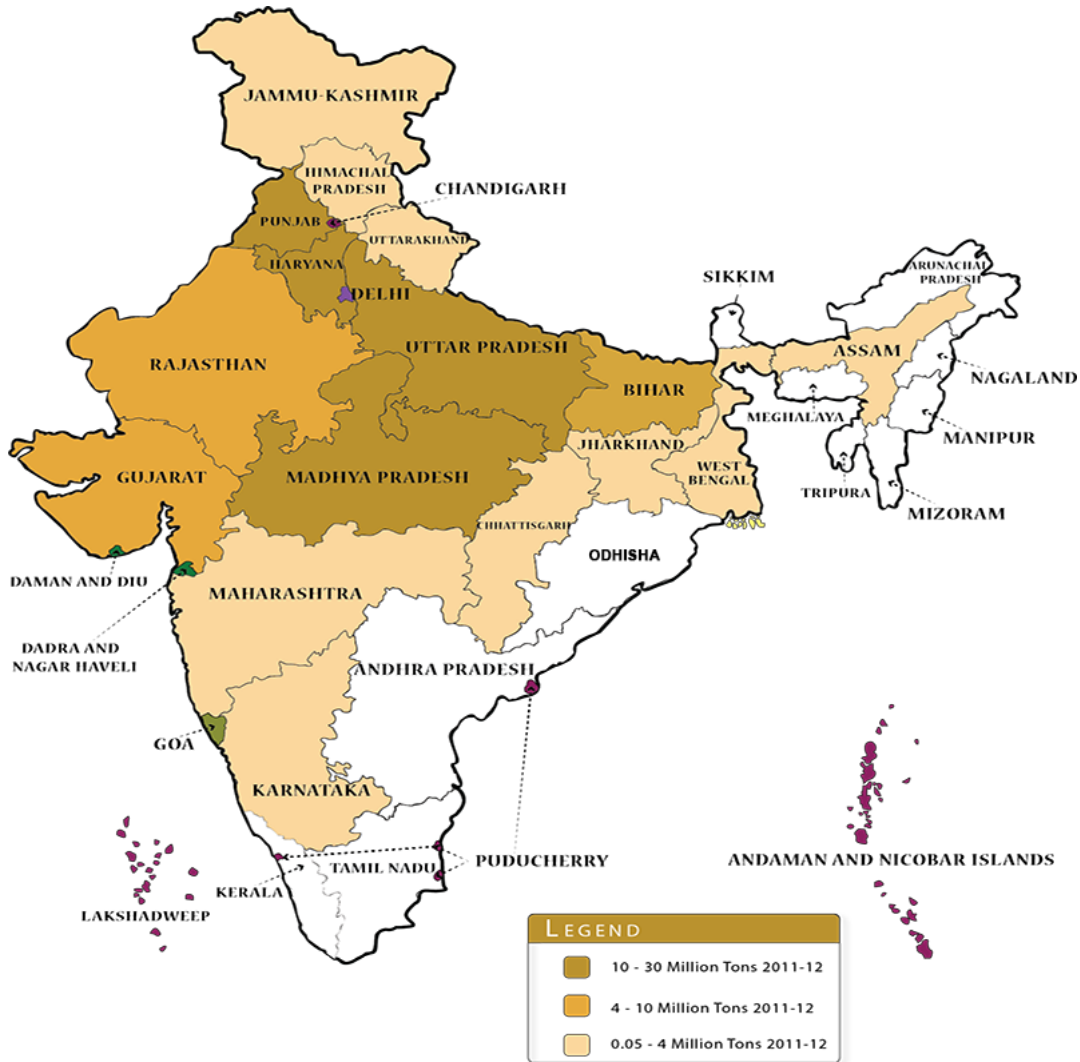 JAMMU-KASHMIR
HIMACHAL
PRADESH
CHANDIGARH
PUNJAB
UTTARAKHAND
HARYANA
DELHI
SIKKIM
ARUNACHAL
PRADESH
UTTAR PRADESH
ASSAM
RAJASTHAN
BIHAR
NAGALAND
MEGHALAYA
MANIPUR
JHARKHAND
GUJARAT
MADHYA PRADESH
WEST
BENGAL
TRIPURA
MIZORAM
CHHATTISGARH
ODHISHA
DAMAN AND DIU
MAHARASHTRA
DADRA AND
NAGAR HAVELI
ANDHRA PRADESH
GOA
KARNATAKA
PUDUCHERRY
ANDAMAN AND NICOBAR ISLANDS
TAMIL NADU
KERALA
LAKSHADWEEP
LEGEND
10 - 30 Million Tons 2011-12
4 - 10 Million Tons 2011-12
0.05 - 4 Million Tons 2011-12